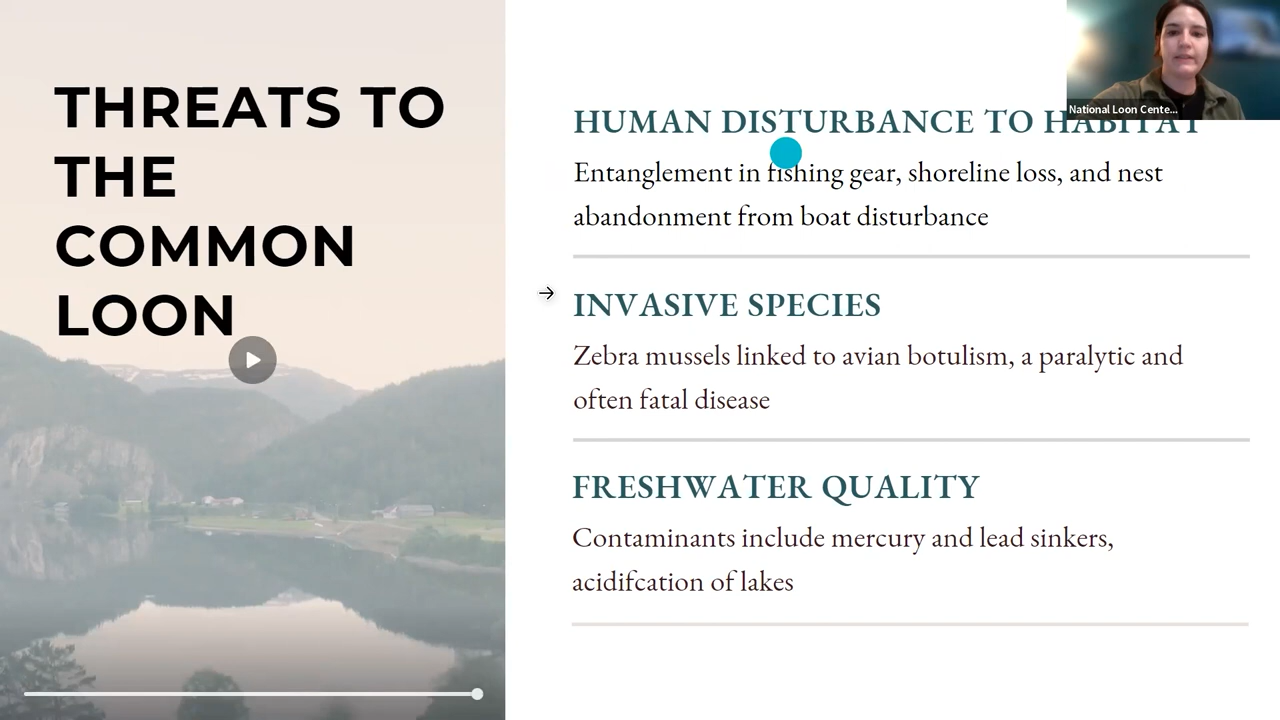 THREATS TO
THE
COMMON
LOON
National Loon Cente...
HUMAN DISTURBANCE TO HABITAT
Entanglement in fishing gear, shoreline loss, and nest
abandonment from boat disturbance
INVASIVE SPECIES
Zebra mussels linked to avian botulism, a paralytic and
often fatal disease
FRESHWATER QUALITY
Contaminants include mercury and lead sinkers,
acidifcation of lakes